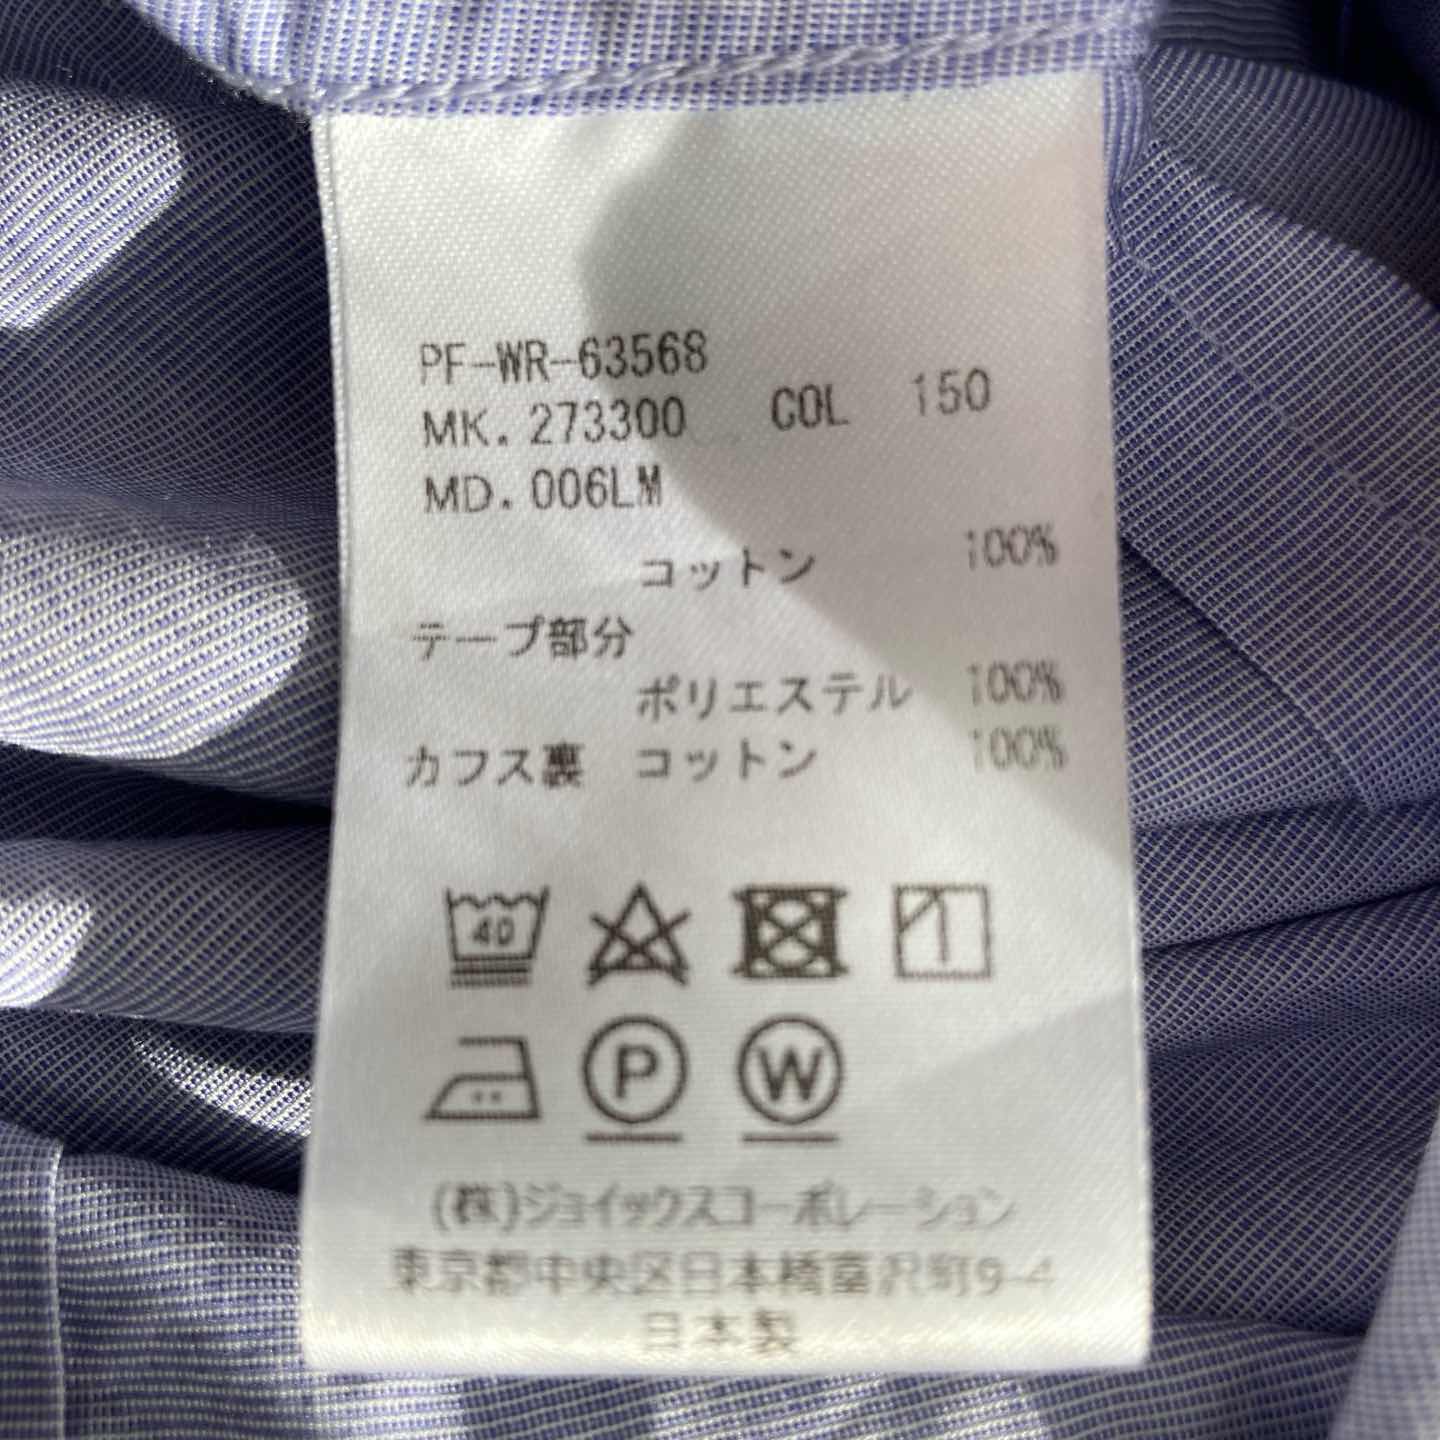 PF-WR-63568
MK. 273300 COL 150
MD. 006LM
コットン 100%
テープ部分
ポリエステル 100%
カフス裏 コットン 100%
40
P W
(株)ジョイックスコーポレーション
東京都中央区日本橋富沢町9-4
日本製